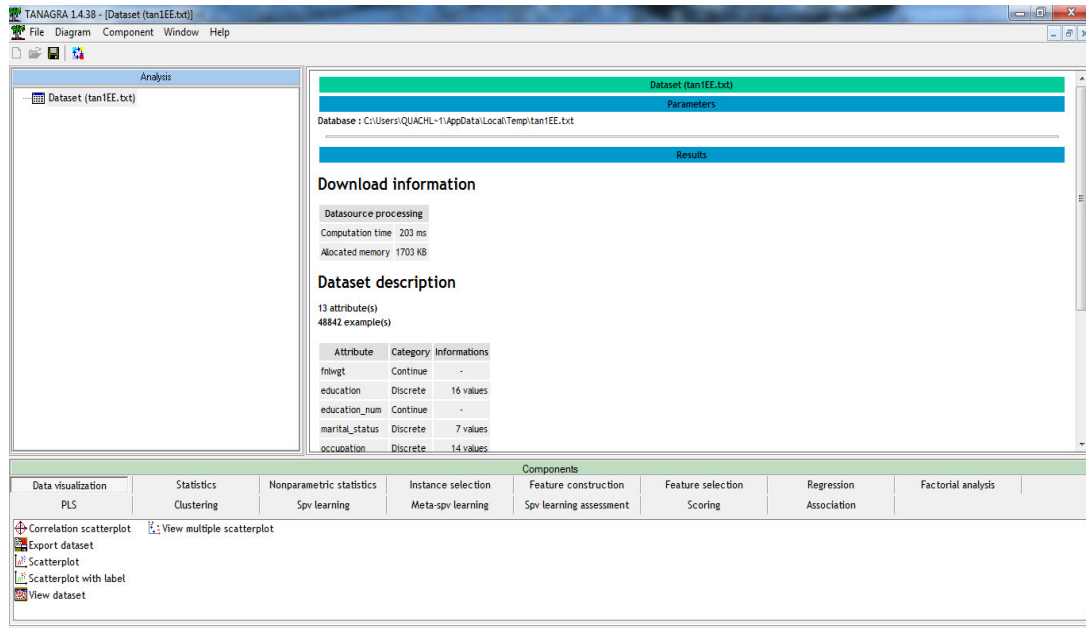 TANAGRA 1.4.38 - [Dataset (tan1EE.txt)]
File Diagram Component Window Help
Analysis
Dataset (tan1EE.txt)
Dataset (tan1EE.txt)
Parameters
Database : C:\Users\QUACHL~1\AppData\Local\Temp\tan1EE.txt
Results
Download information
Datasource processing
Computation time 203 ms
Allocated memory 1703 KB
Dataset description
13 attribute(s)
48842 example(s)
Attribute Category Informations
fnlwgt Continue -
education Discrete 16 values
education_num Continue -
marital_status Discrete 7 values
occupation Discrete 14 values
Components
Data visualization Statistics Nonparametric statistics Instance selection Feature construction Feature selection Regression Factorial analysis
PLS Clustering Spv learning Meta-spv learning Spv learning assessment Scoring Association
Correlation scatterplot View multiple scatterplot
Export dataset
Scatterplot
Scatterplot with label
View dataset